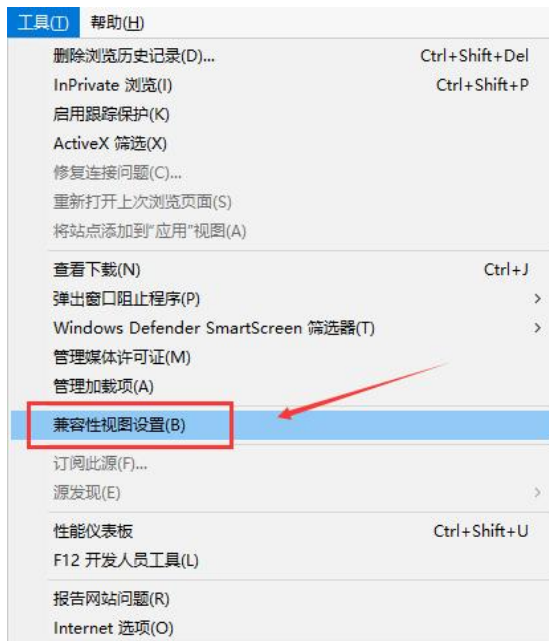 工具(T) 帮助(H)
删除浏览历史记录(D)... Ctrl+Shift+Del
InPrivate 浏览(I) Ctrl+Shift+P
启用跟踪保护(K)
ActiveX 筛选(X)
修复连接问题(C)...
重新打开上次浏览页面(S)
将站点添加到“应用”视图(A)
查看下载(N) Ctrl+J
弹出窗口阻止程序(P)
Windows Defender SmartScreen 筛选器(T)
管理媒体许可证(M)
管理加载项(A)
兼容性视图设置(B)
订阅此源(F)...
源发现(E)
性能仪表板 Ctrl+Shift+U
F12 开发人员工具(L)
报告网站问题(R)
Internet 选项(O)